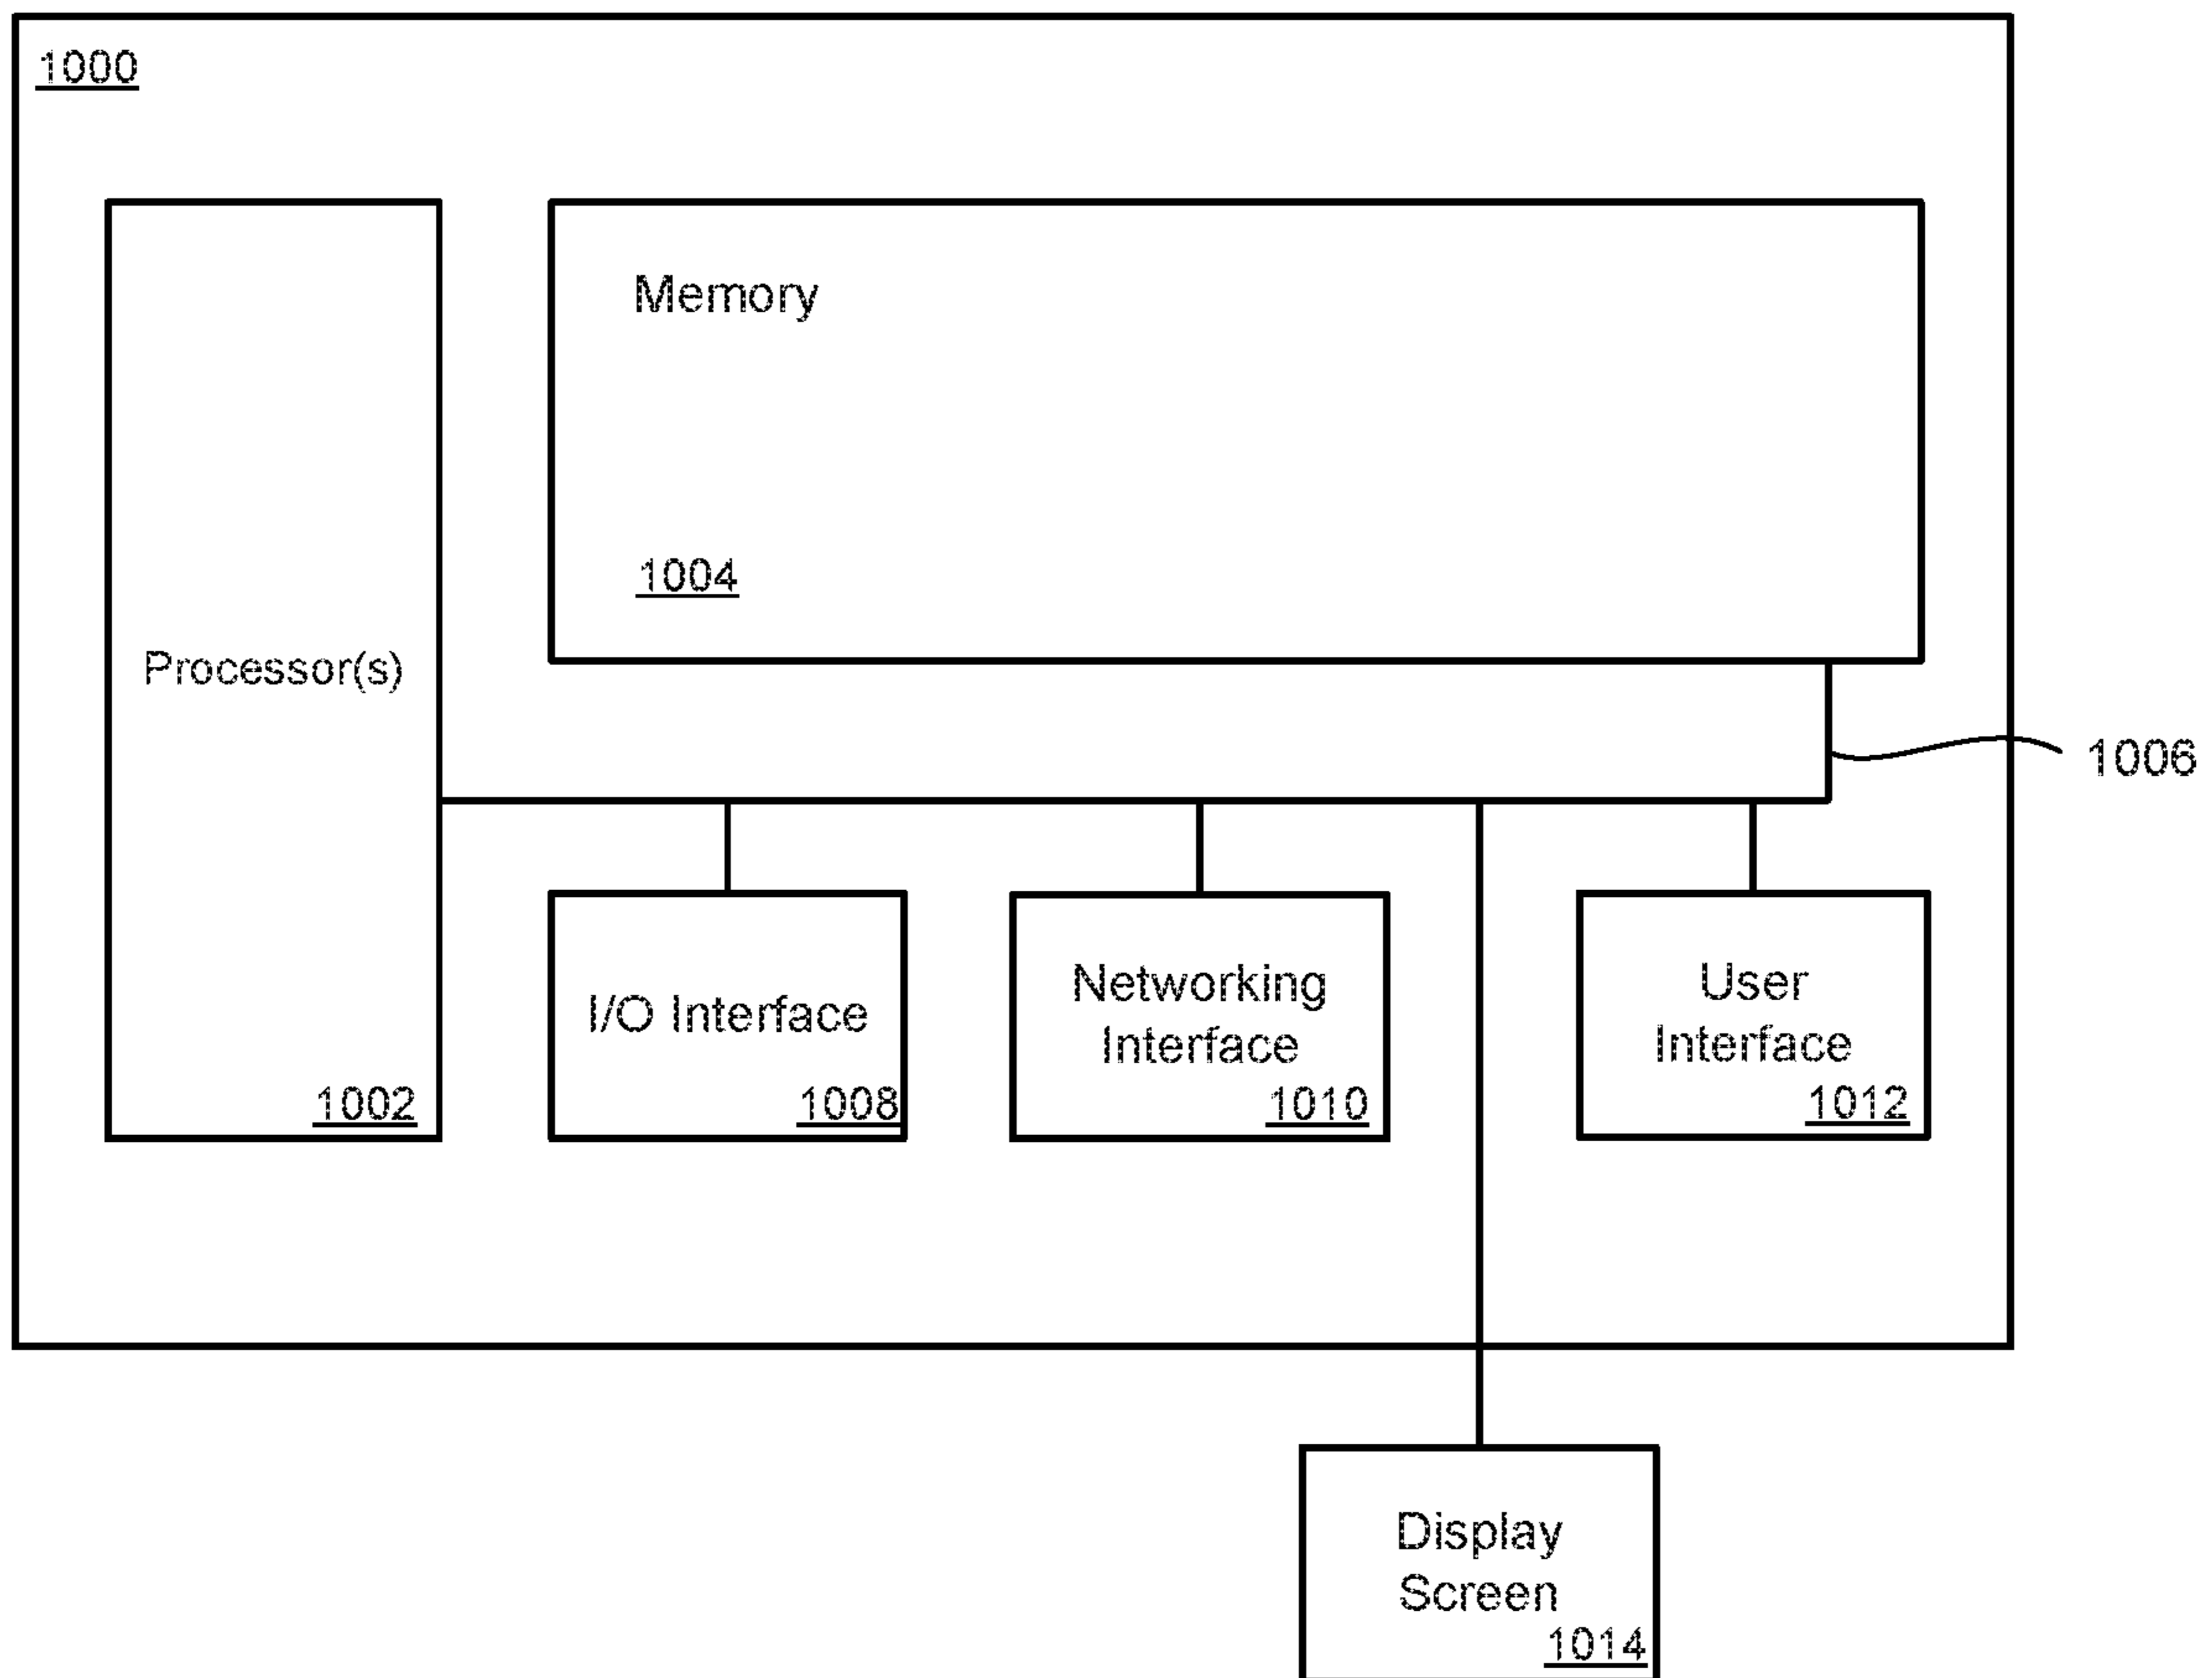 1000
Memory
1004
Processor(s)
1002
1006
I/O Interface
1008
Networking
Interface
1010
User
Interface
1012
Display
Screen
1014